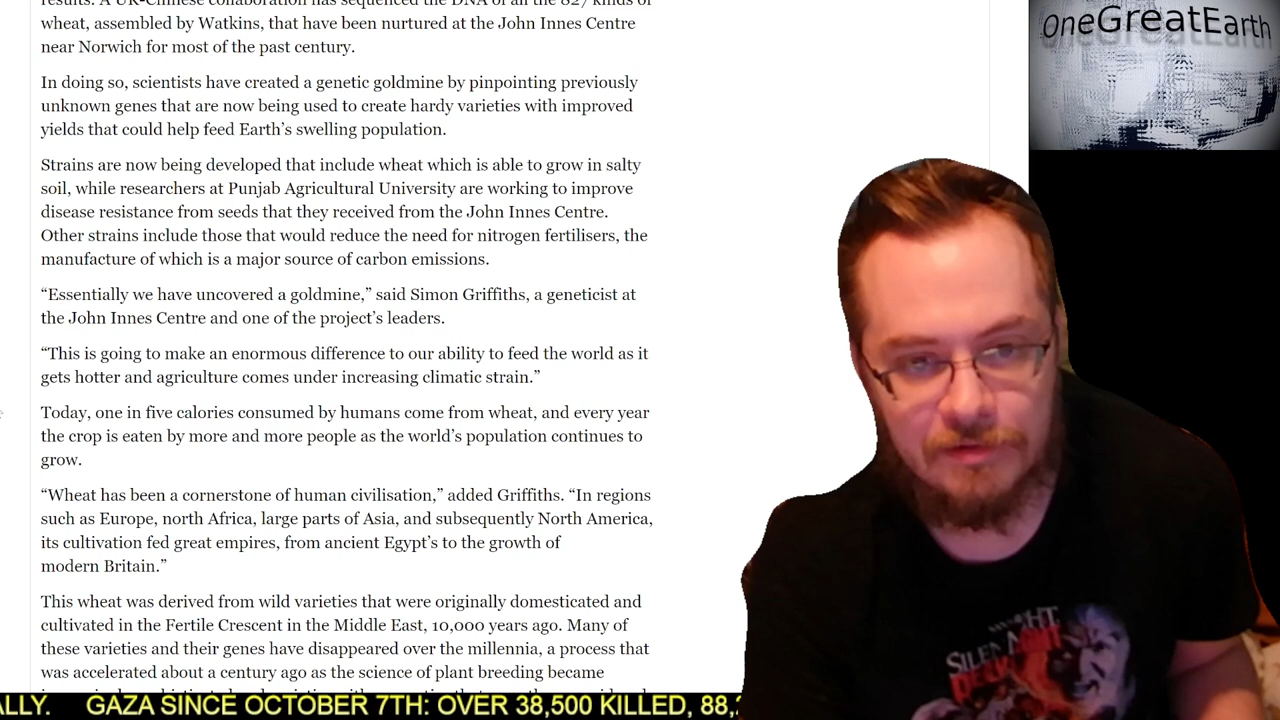 wheat, assembled by Watkins, that have been nurtured at the John Innes Centre
near Norwich for most of the past century.
In doing so, scientists have created a genetic goldmine by pinpointing previously
unknown genes that are now being used to create hardy varieties with improved
yields that could help feed Earth’s swelling population.
Strains are now being developed that include wheat which is able to grow in salty
soil, while researchers at Punjab Agricultural University are working to improve
disease resistance from seeds that they received from the John Innes Centre.
Other strains include those that would reduce the need for nitrogen fertilisers, the
manufacture of which is a major source of carbon emissions.
“Essentially we have uncovered a goldmine,” said Simon Griffiths, a geneticist at
the John Innes Centre and one of the project’s leaders.
“This is going to make an enormous difference to our ability to feed the world as it
gets hotter and agriculture comes under increasing climatic strain.”
Today, one in five calories consumed by humans come from wheat, and every year
the crop is eaten by more and more people as the world’s population continues to
grow.
“Wheat has been a cornerstone of human civilisation,” added Griffiths. “In regions
such as Europe, north Africa, large parts of Asia, and subsequently North America,
its cultivation fed great empires, from ancient Egypt’s to the growth of
modern Britain.”
This wheat was derived from wild varieties that were originally domesticated and
cultivated in the Fertile Crescent in the Middle East, 10,000 years ago. Many of
these varieties and their genes have disappeared over the millennia, a process that
was accelerated about a century ago as the science of plant breeding became
OneGreatEarth
SILENT
ALLY. GAZA SINCE OCTOBER 7TH: OVER 38,500 KILLED, 88,